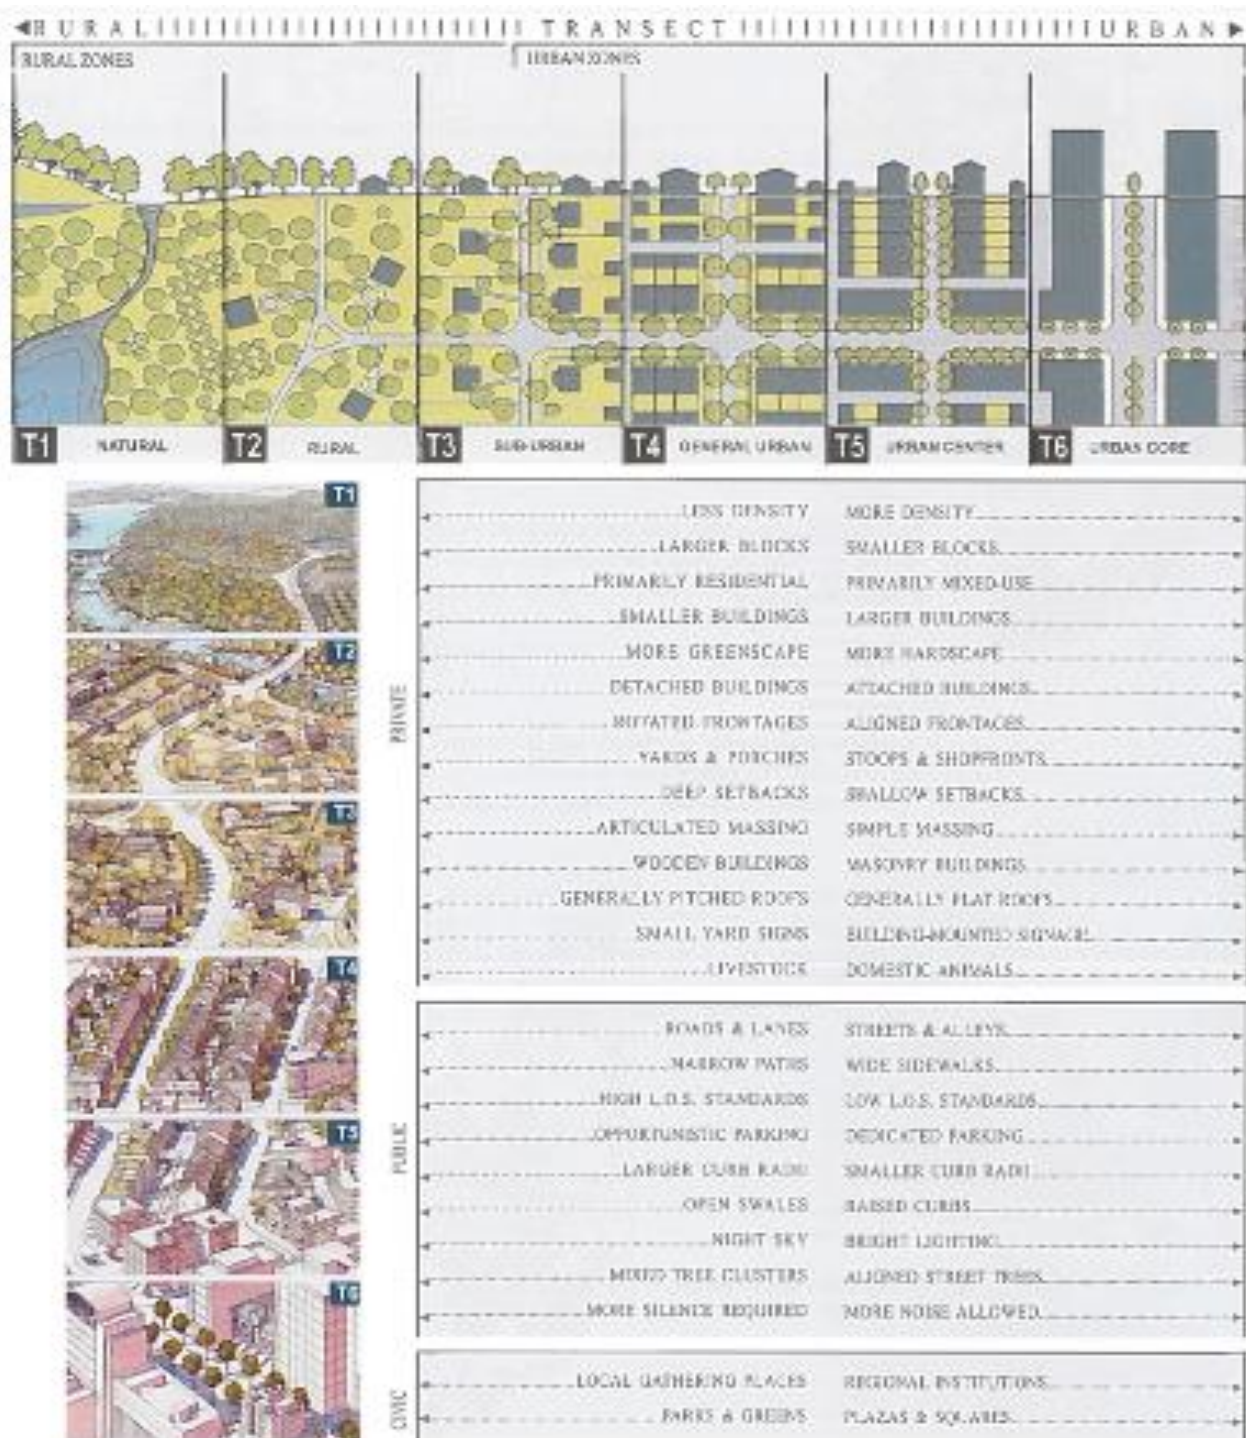 RURAL TRANSECT URBAN
RURAL ZONES URBAN ZONES
T1 NATURAL T2 RURAL T3 SUB-URBAN T4 GENERAL URBAN T5 URBAN CENTER T6 URBAN CORE
T1
T2
T3
T4
T5
T6
PRIVATE
LESS DENSITY MORE DENSITY
LARGER BLOCKS SMALLER BLOCKS
PRIMARILY RESIDENTIAL PRIMARILY MIXED-USE
SMALLER BUILDINGS LARGER BUILDINGS
MORE GREENSCAPE MORE HARDSCAPE
DETACHED BUILDINGS ATTACHED BUILDINGS
ROTATED FRONTAGES ALIGNED FRONTAGES
YARDS & PORCHES STOOPS & SHOPFRONTS
DEEP SETBACKS SHALLOW SETBACKS
ARTICULATED MASSING SIMPLE MASSING
WOODEN BUILDINGS MASONRY BUILDINGS
GENERALLY PITCHED ROOFS GENERALLY FLAT ROOFS
SMALL YARD SIGNS BUILDING-MOUNTED SIGNAGE
LIVESTOCK DOMESTIC ANIMALS
PUBLIC
ROADS & LANES STREETS & ALLEYS
NARROW PATHS WIDE SIDEWALKS
HIGH L.O.S. STANDARDS LOW L.O.S. STANDARDS
OPPORTUNISTIC PARKING DEDICATED PARKING
LARGER CURB RADII SMALLER CURB RADII
OPEN SWALES RAISED CURBS
NIGHT SKY BRIGHT LIGHTING
MIXED TREE CLUSTERS ALIGNED STREET TREES
MORE SILENCE REQUIRED MORE NOISE ALLOWED
CIVIC
LOCAL GATHERING PLACES REGIONAL INSTITUTIONS
PARKS & GREENS PLAZAS & SQUARES